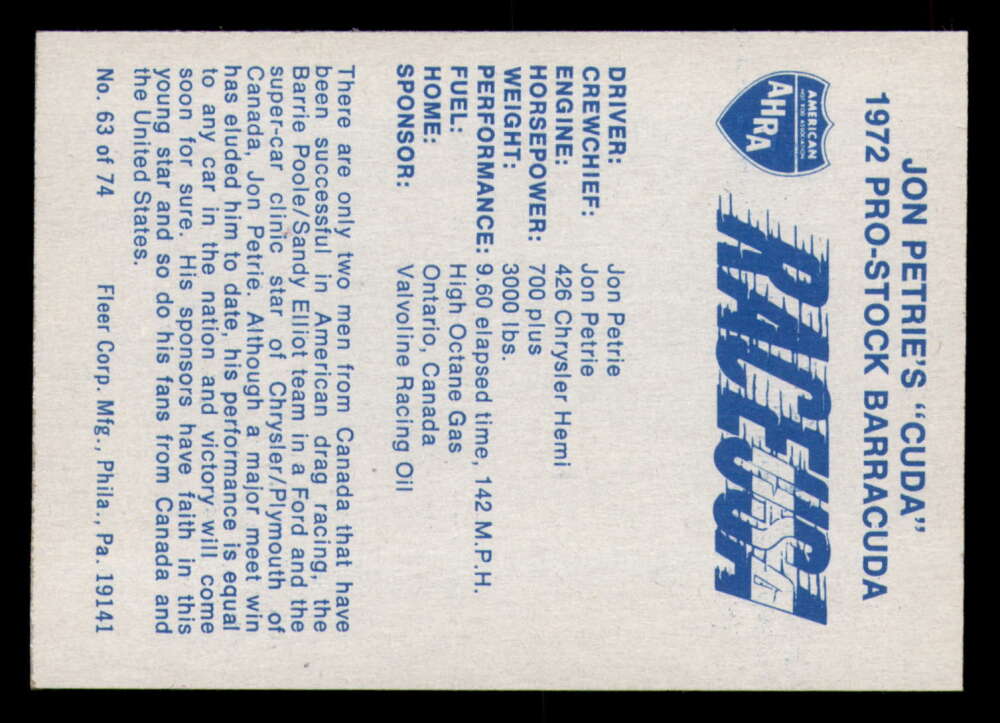 JON PETRIE'S "CUDA"
1972 PRO-STOCK BARRACUDA
AMERICAN
HOT ROD ASSOCIATION
AHRA
RACE USA
DRIVER: Jon Petrie
CREWCHIEF: Jon Petrie
ENGINE: 426 Chrysler Hemi
HORSEPOWER: 700 plus
WEIGHT: 3000 lbs.
PERFORMANCE: 9.60 elapsed time, 142 M.P.H.
FUEL: High Octane Gas
HOME: Ontario, Canada
SPONSOR: Valvoline Racing Oil
There are only two men from Canada that have
been successful in American drag racing, the
Barrie Poole/Sandy Elliot team in a Ford and the
super-car clinic star of Chrysler/Plymouth of
Canada, Jon Petrie. Although a major meet win
has eluded him to date, his performance is equal
to any car in the nation and victory will come
soon for sure. His sponsors have faith in this
young star and so do his fans from Canada and
the United States.
No. 63 of 74 Fleer Corp. Mfg., Phila., Pa. 19141